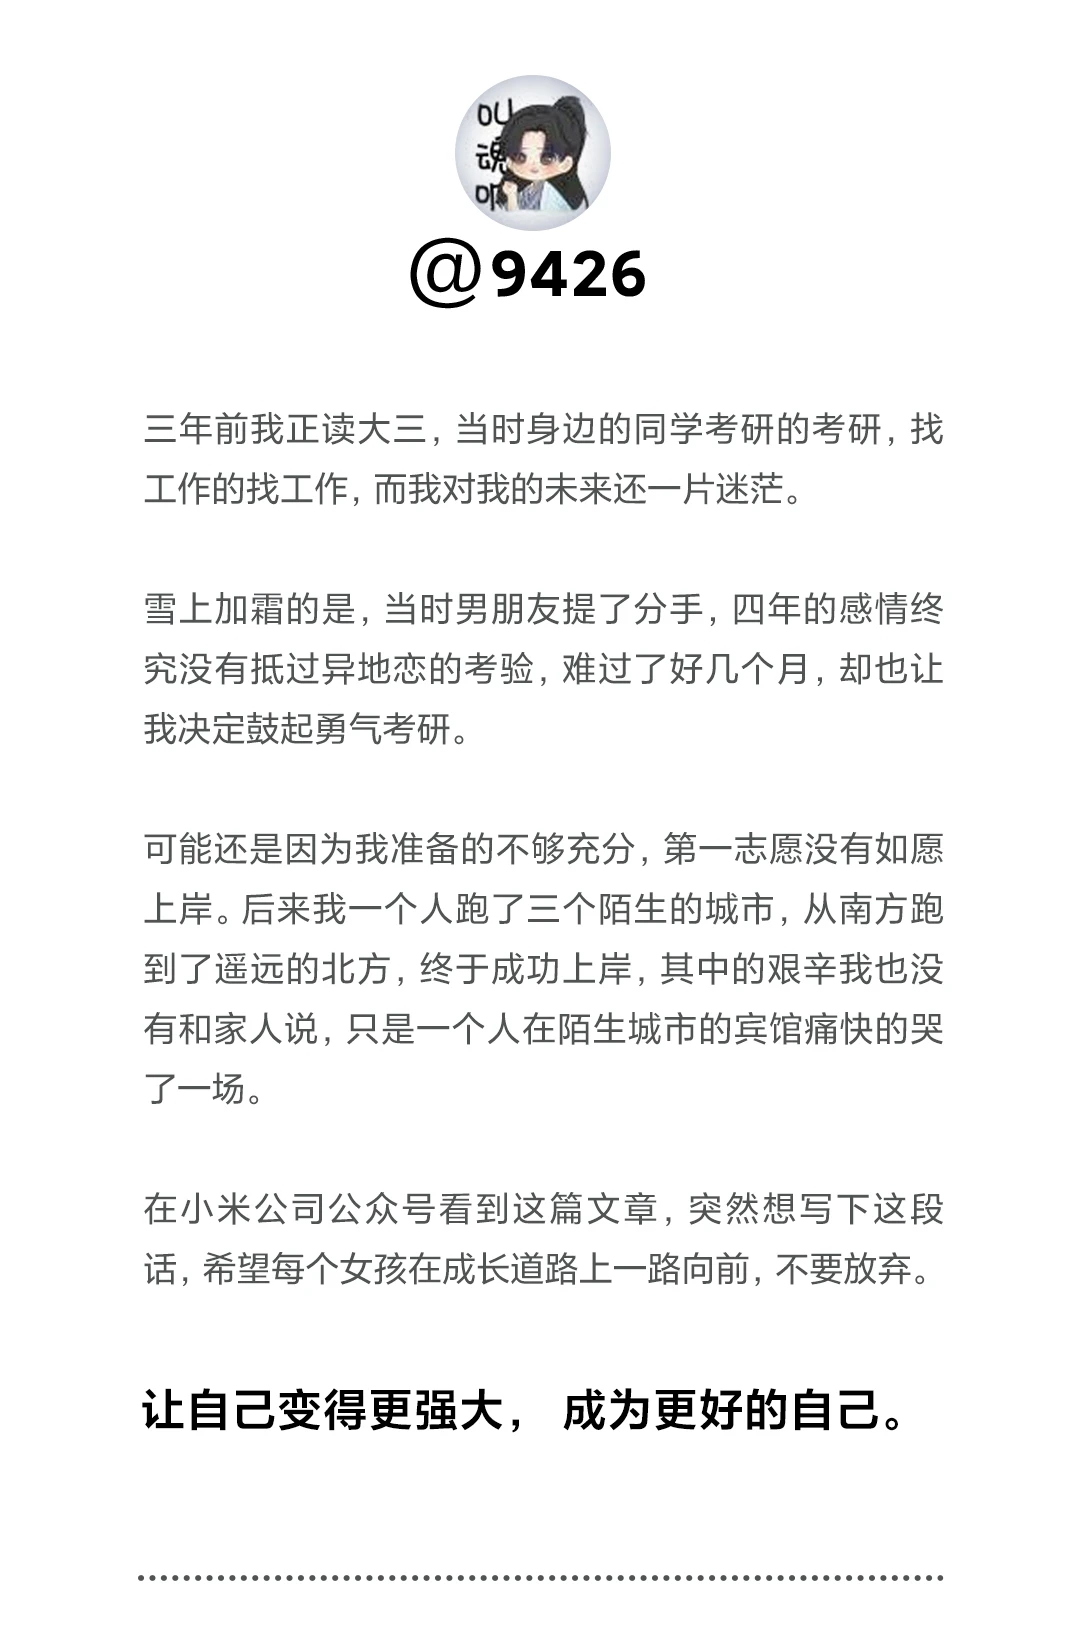 叫
魂
@9426
三年前我正读大三，当时身边的同学考研的考研，找
工作的找工作，而我对我的未来还一片迷茫。
雪上加霜的是，当时男朋友提了分手，四年的感情终
究没有抵过异地恋的考验，难过了好几个月，却也让
我决定鼓起勇气考研。
可能还是因为我准备的不够充分，第一志愿没有如愿
上岸。后来我一个人跑了三个陌生的城市，从南方跑
到了遥远的北方，终于成功上岸，其中的艰辛我也没
有和家人说，只是一个人在陌生城市的宾馆痛快的哭
了一场。
在小米公司公众号看到这篇文章，突然想写下这段
话，希望每个女孩在成长道路上一路向前，不要放弃。
让自己变得更强大， 成为更好的自己。